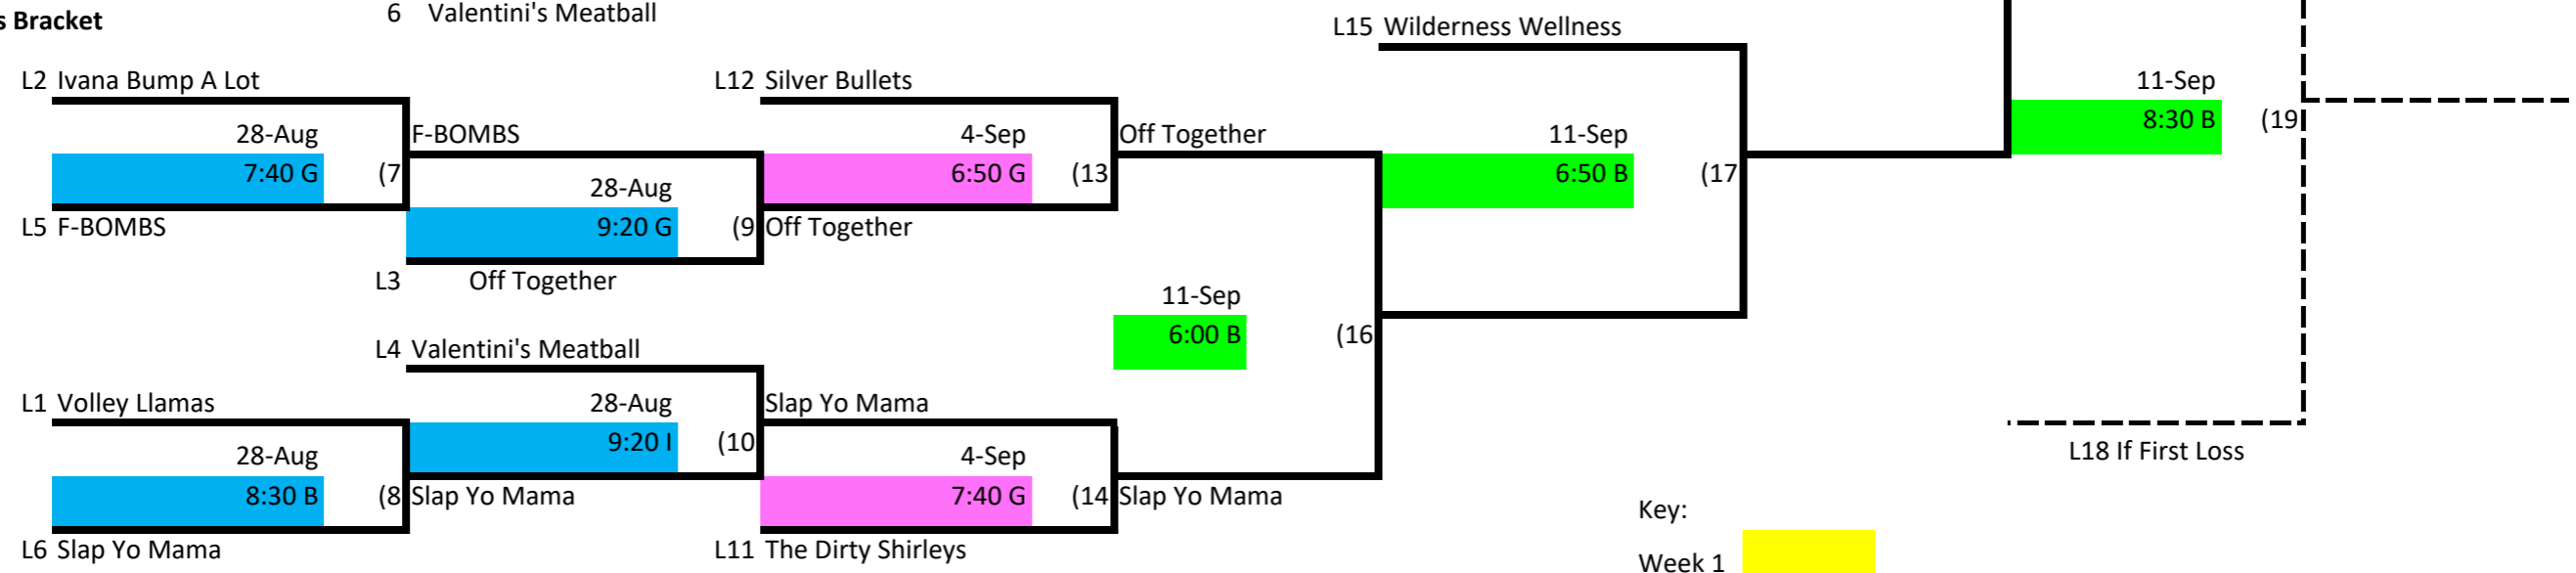 s Bracket
6 Valentini's Meatball
L15 Wilderness Wellness
L2 Ivana Bump A Lot
L12 Silver Bullets
11-Sep
28-Aug
F-BOMBS
4-Sep
Off Together
11-Sep
8:30 B (19
7:40 G (7
6:50 G (13
6:50 B (17
28-Aug
L5 F-BOMBS
9:20 G (9
Off Together
L3 Off Together
11-Sep
6:00 B (16
L4 Valentini's Meatball
L1 Volley Llamas
28-Aug
Slap Yo Mama
9:20 I (10
28-Aug
4-Sep
L18 If First Loss
8:30 B (8
Slap Yo Mama
7:40 G (14
Slap Yo Mama
Key:
L6 Slap Yo Mama
L11 The Dirty Shirleys
Week 1